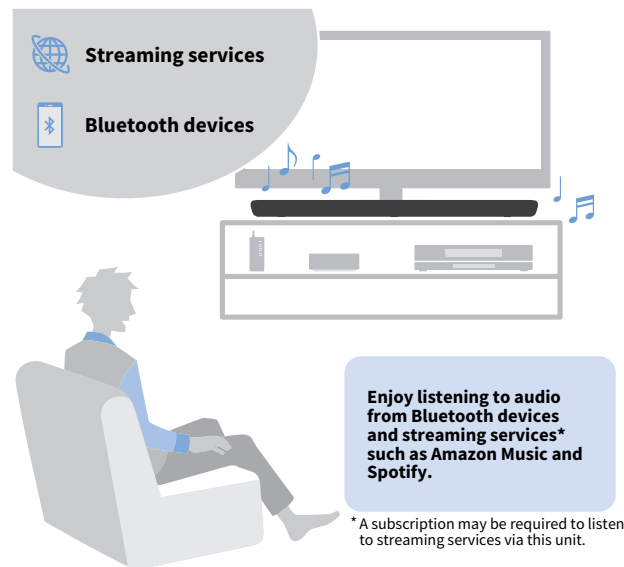 Streaming services
Bluetooth devices
Enjoy listening to audio
from Bluetooth devices
and streaming services*
such as Amazon Music and
Spotify.
* A subscription may be required to listen
to streaming services via this unit.